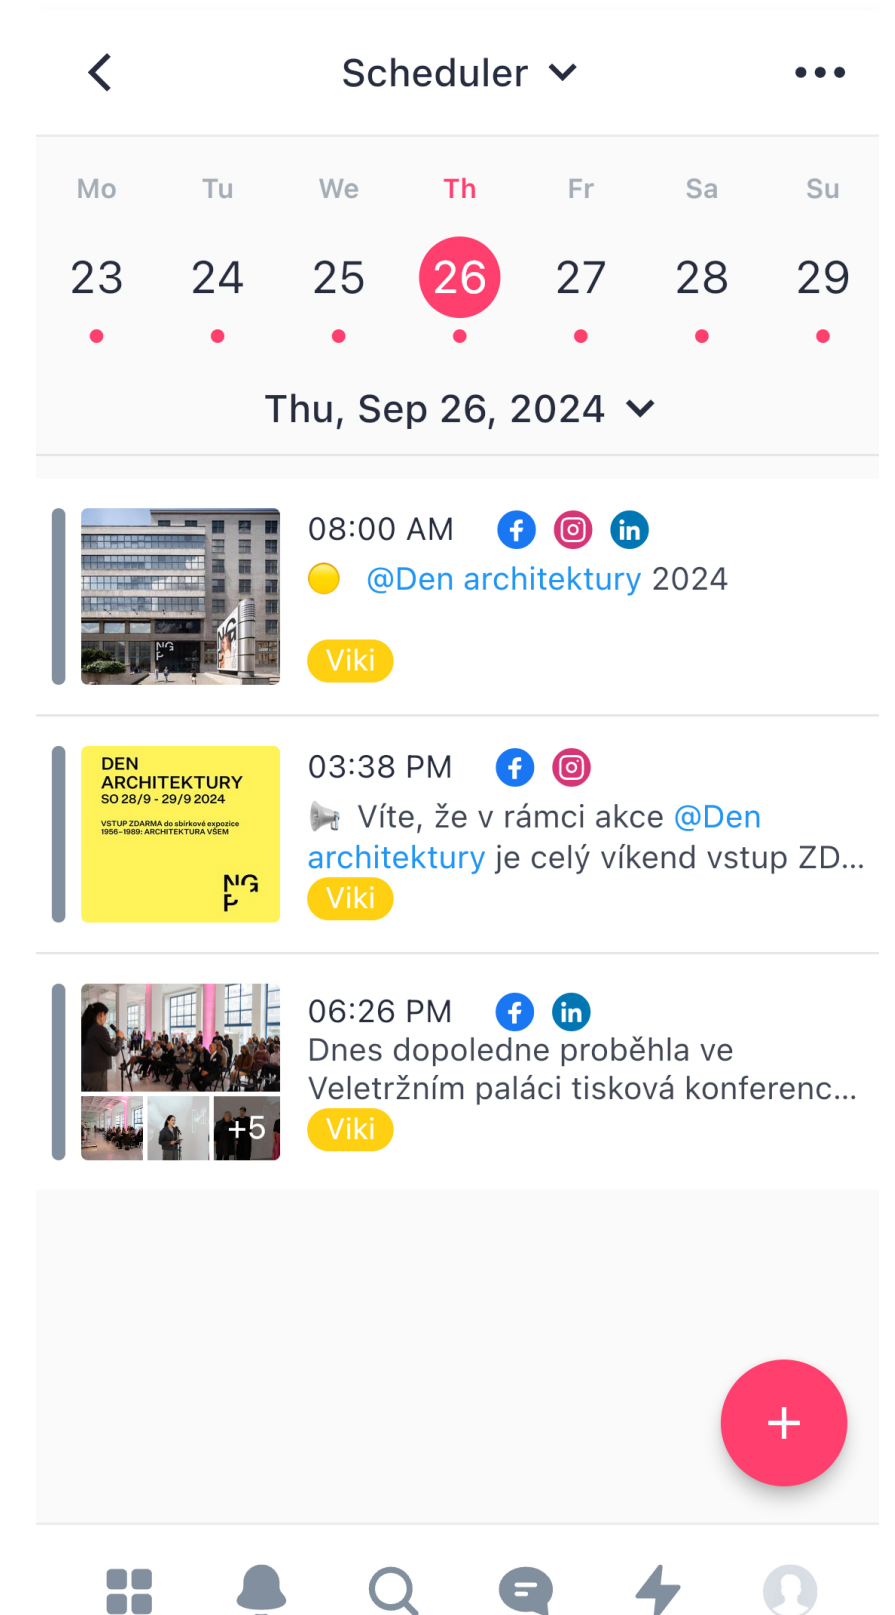 Scheduler
Mo Tu We Th Fr Sa Su
23 24 25 26 27 28 29
Thu, Sep 26, 2024
NG
P
NG
08:00 AM
@Den architektury 2024
Viki
DEN
ARCHITEKTURY
SO 28/9 - 29/9 2024
VSTUP ZDARMA do sbírkové expozice
1956–1989: ARCHITEKTURA VŠEM
NG
P
03:38 PM
Víte, že v rámci akce @Den
architektury je celý víkend vstup ZD...
Viki
+5
06:26 PM
Dnes dopoledne proběhla ve
Veletržním paláci tisková konferenc...
Viki